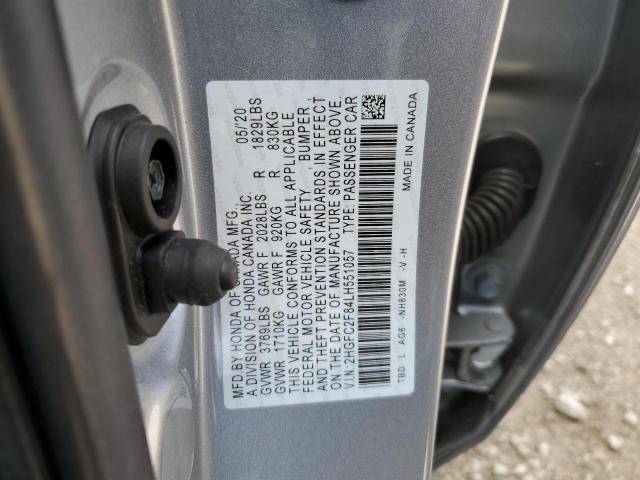 MFD.BY HONDA OF CANADA MFG. 05/'20
A DIVISION OF HONDA CANADA INC.
GVWR 3769LBS GAWR F 2028LBS R 1829LBS
GVWR 1710KG GAWR F 920KG R 830KG
THIS VEHICLE CONFORMS TO ALL APPLICABLE
FEDERAL MOTOR VEHICLE SAFETY, BUMPER,
AND THEFT PREVENTION STANDARDS IN EFFECT
ON THE DATE OF MANUFACTURE SHOWN ABOVE.
V.I.N: 2HGFC2F84LH551057 TYPE: PASSENGER CAR
TBD L AG6 -NH830M -V-H MADE IN CANADA